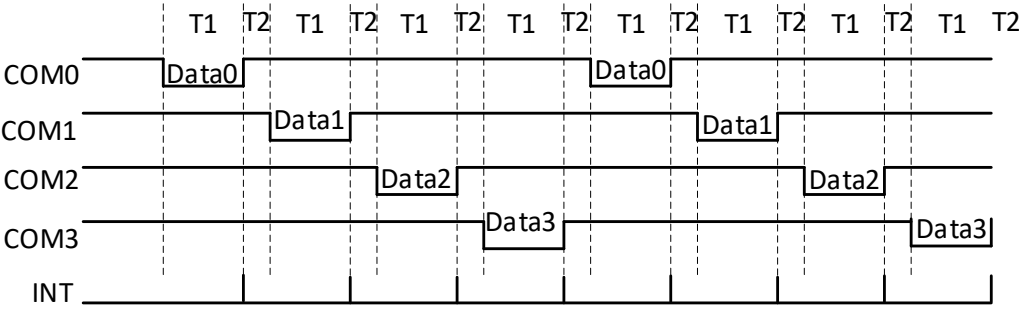 T1 T2 T1 T2 T1 T2 T1 T2 T1 T2 T1 T2 T1 T2 T1 T2
COM0 Data0 Data0
COM1 Data1 Data1
COM2 Data2 Data2
COM3 Data3 Data3
INT